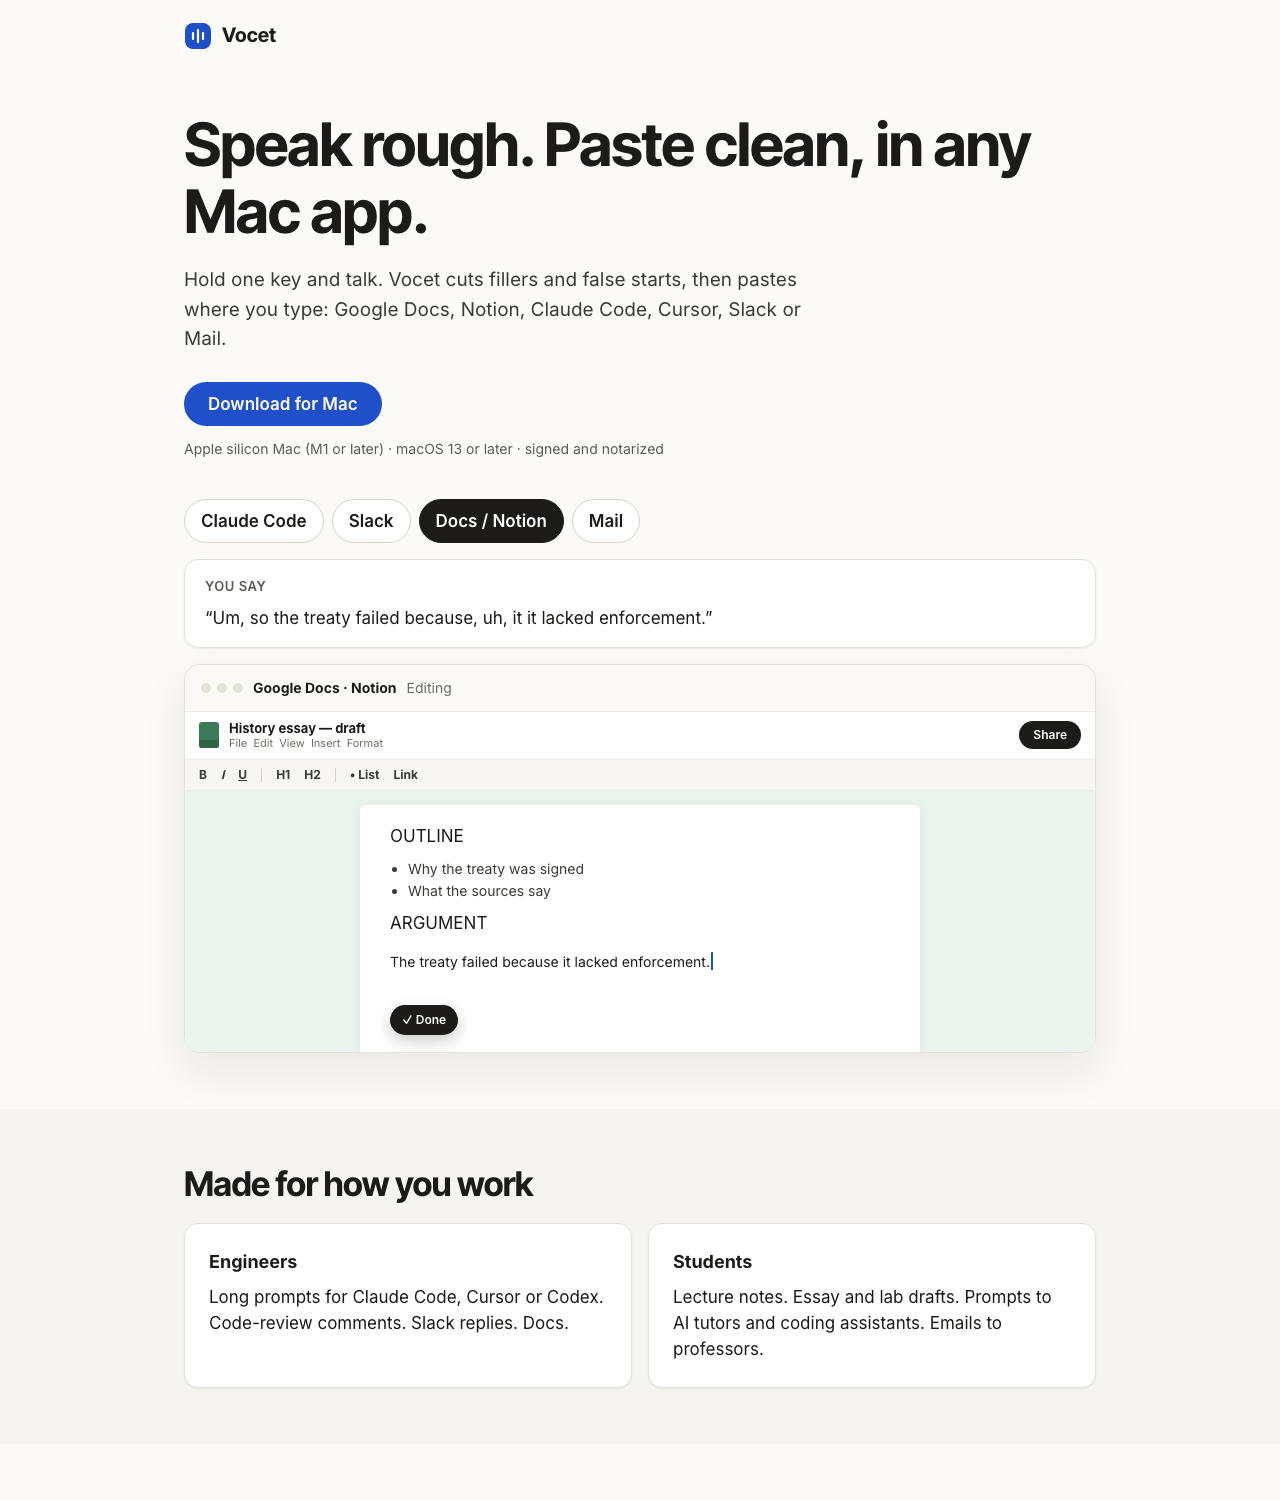 Vocet
Speak rough. Paste clean, in any
Mac app.
Hold one key and talk. Vocet cuts fillers and false starts, then pastes
where you type: Google Docs, Notion, Claude Code, Cursor, Slack or
Mail.
Download for Mac
Apple silicon Mac (M1 or later) · macOS 13 or later · signed and notarized
Claude Code Slack Docs / Notion Mail
YOU SAY
“Um, so the treaty failed because, uh, it it lacked enforcement.”
Google Docs · Notion Editing
History essay — draft
File Edit View Insert Format
Share
B I U H1 H2 • List Link
OUTLINE
• Why the treaty was signed
• What the sources say
ARGUMENT
The treaty failed because it lacked enforcement.
✓ Done
Made for how you work
Engineers
Long prompts for Claude Code, Cursor or Codex.
Code-review comments. Slack replies. Docs.
Students
Lecture notes. Essay and lab drafts. Prompts to
AI tutors and coding assistants. Emails to
professors.